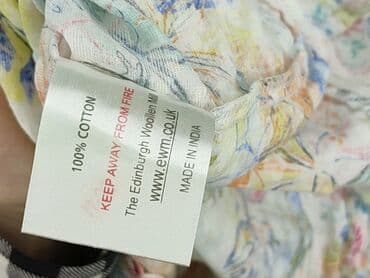 100% COTTON
KEEP AWAY FROM FIRE
The Edinburgh Woollen Mill
www.ewm.co.uk
MADE IN INDIA